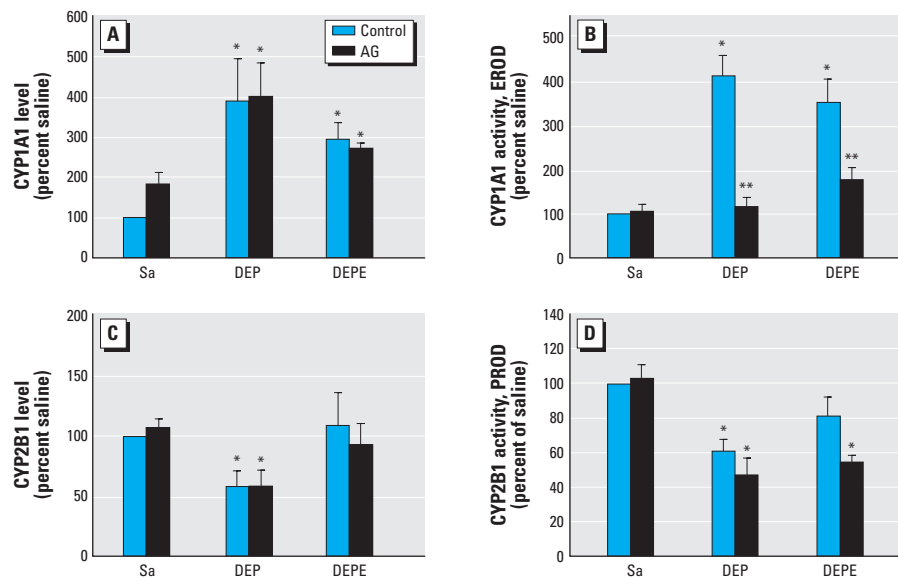 A
Control
AG
CYP1A1 level
(percent saline)
600
500
400
300
200
100
0
* * * *
Sa DEP DEPE
B
CYP1A1 activity, EROD
(percent saline)
500
400
300
200
100
0
* ** * **
Sa DEP DEPE
C
CYP2B1 level
(percent saline)
200
150
100
50
0
* *
Sa DEP DEPE
D
CYP2B1 activity, PROD
(percent of saline)
140
120
100
80
60
40
20
0
* * *
Sa DEP DEPE